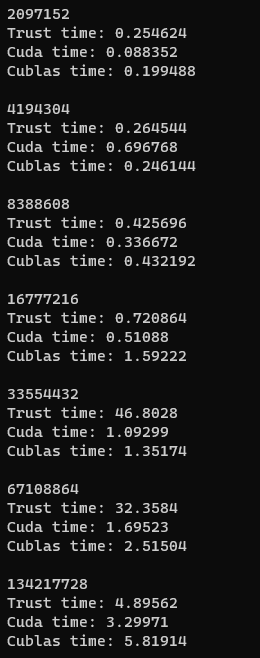 2097152
Trust time: 0.254624
Cuda time: 0.088352
Cublas time: 0.199488
4194304
Trust time: 0.264544
Cuda time: 0.696768
Cublas time: 0.246144
8388608
Trust time: 0.425696
Cuda time: 0.336672
Cublas time: 0.432192
16777216
Trust time: 0.720864
Cuda time: 0.51088
Cublas time: 1.59222
33554432
Trust time: 46.8028
Cuda time: 1.09299
Cublas time: 1.35174
67108864
Trust time: 32.3584
Cuda time: 1.69523
Cublas time: 2.51504
134217728
Trust time: 4.89562
Cuda time: 3.29971
Cublas time: 5.81914